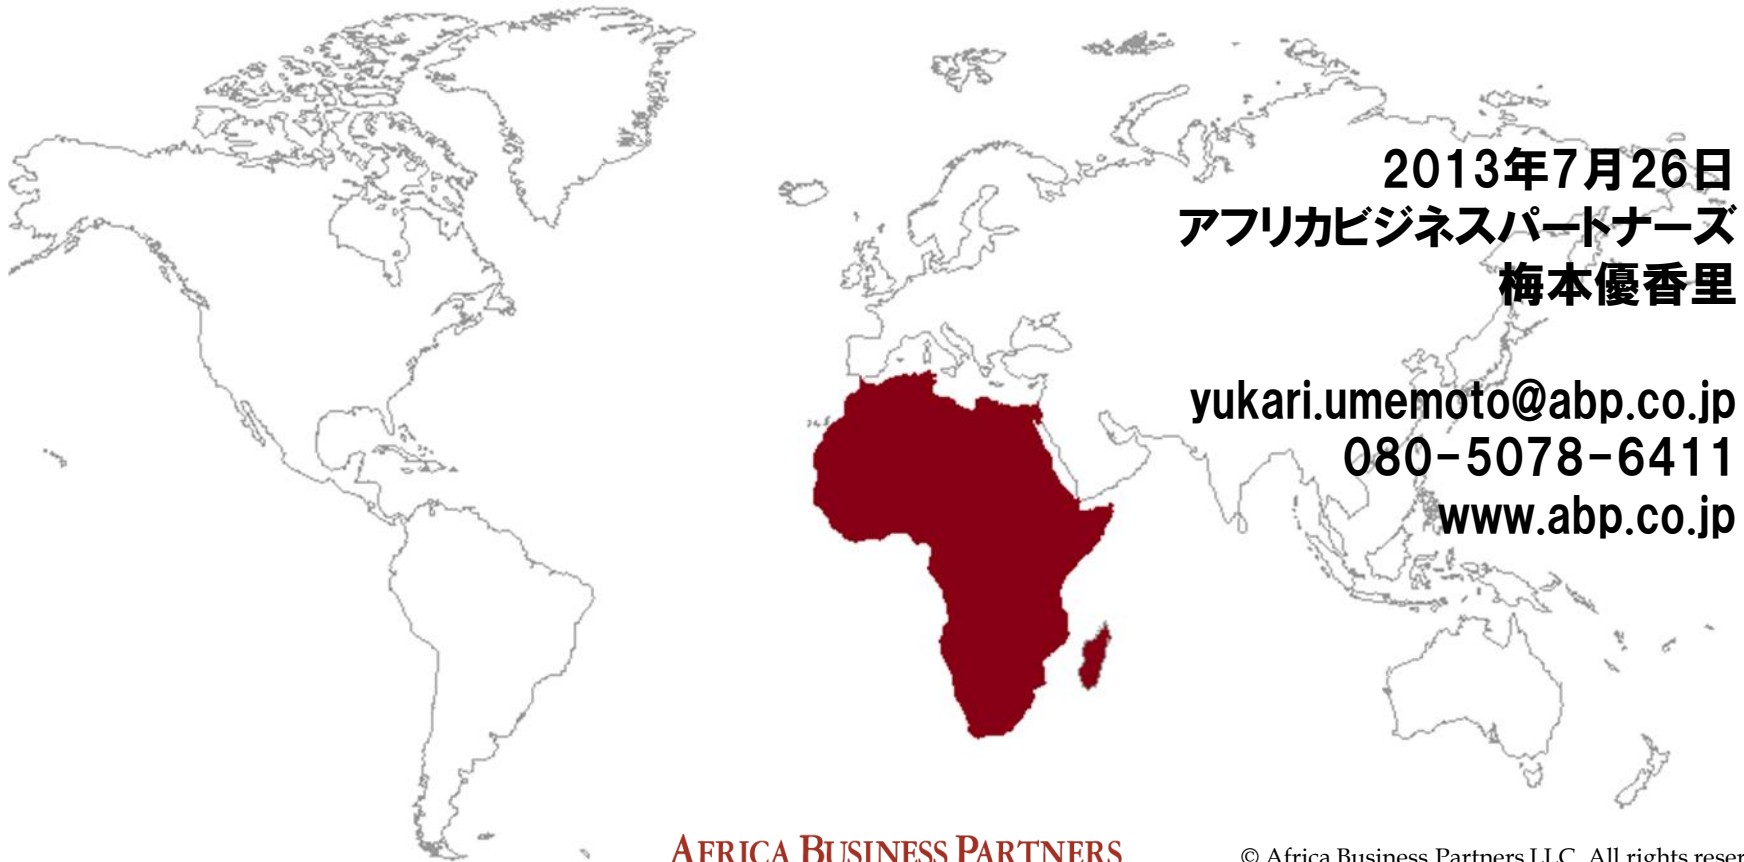 2013年7月26日
アフリカビジネスパートナーズ
梅本優香里
yukari.umemoto@abp.co.jp
080-5078-6411
www.abp.co.jp
AFRICA BUSINESS PARTNERS
© Africa Business Partners LLC. All rights reser